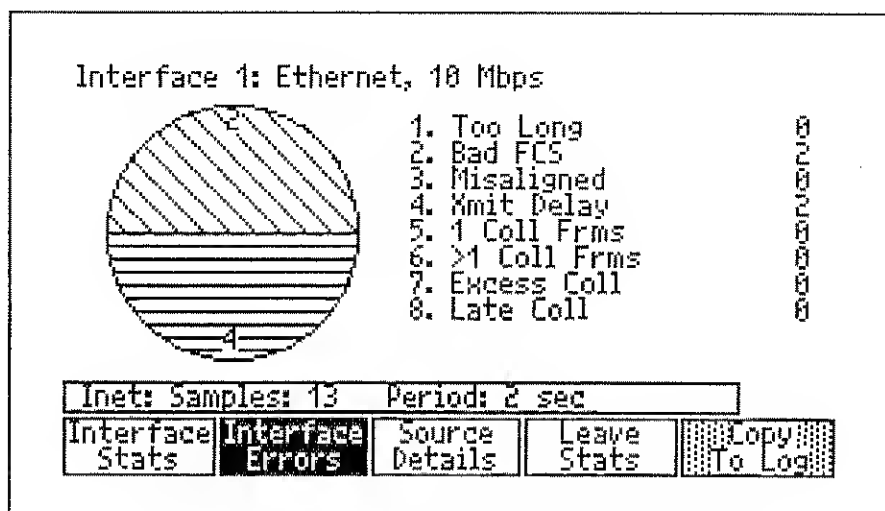 Interface 1: Ethernet, 10 Mbps
2
1. Too Long 0
2. Bad FCS 2
3. Misaligned 0
4. Xmit Delay 2
5. 1 Coll Frms 0
6. >1 Coll Frms 0
7. Excess Coll 0
8. Late Coll 0
4
Inet: Samples: 13 Period: 2 sec
Interface Interface Source Leave Copy
Stats Errors Details Stats To Log